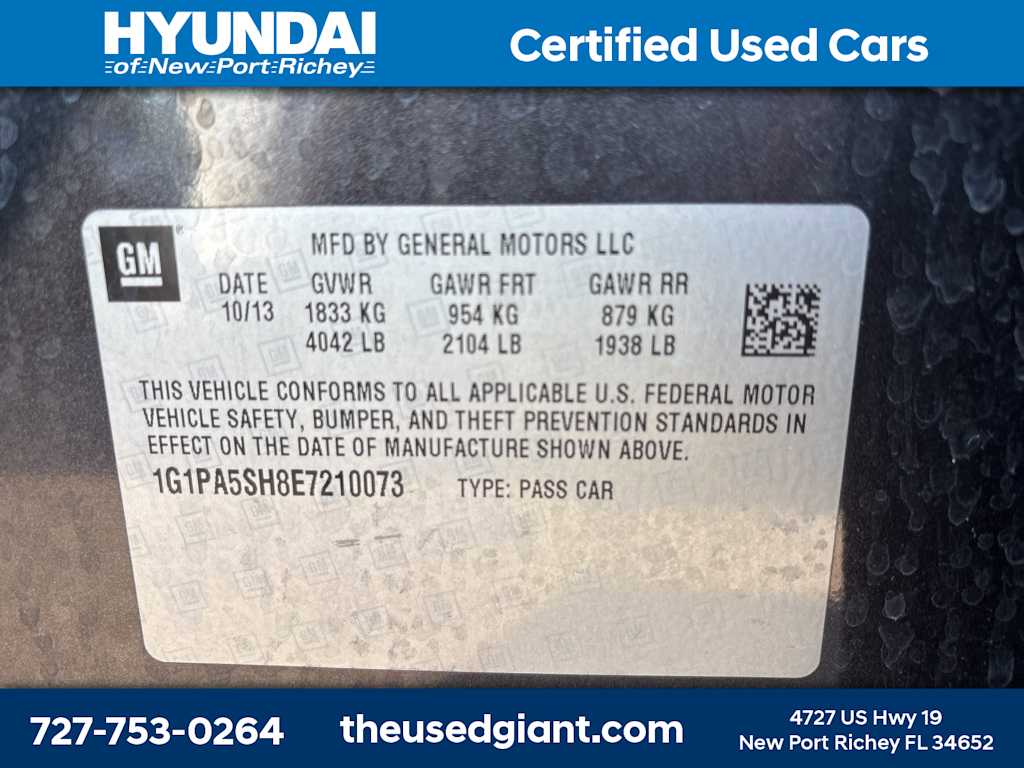 HYUNDAI
of New Port Richey
Certified Used Cars
GM
MFD BY GENERAL MOTORS LLC
DATE GVWR GAWR FRT GAWR RR
10/13 1833 KG 954 KG 879 KG
4042 LB 2104 LB 1938 LB
THIS VEHICLE CONFORMS TO ALL APPLICABLE U.S. FEDERAL MOTOR
VEHICLE SAFETY, BUMPER, AND THEFT PREVENTION STANDARDS IN
EFFECT ON THE DATE OF MANUFACTURE SHOWN ABOVE.
1G1PA5SH8E7210073 TYPE: PASS CAR
727-753-0264
theusedgiant.com
4727 US Hwy 19
New Port Richey FL 34652